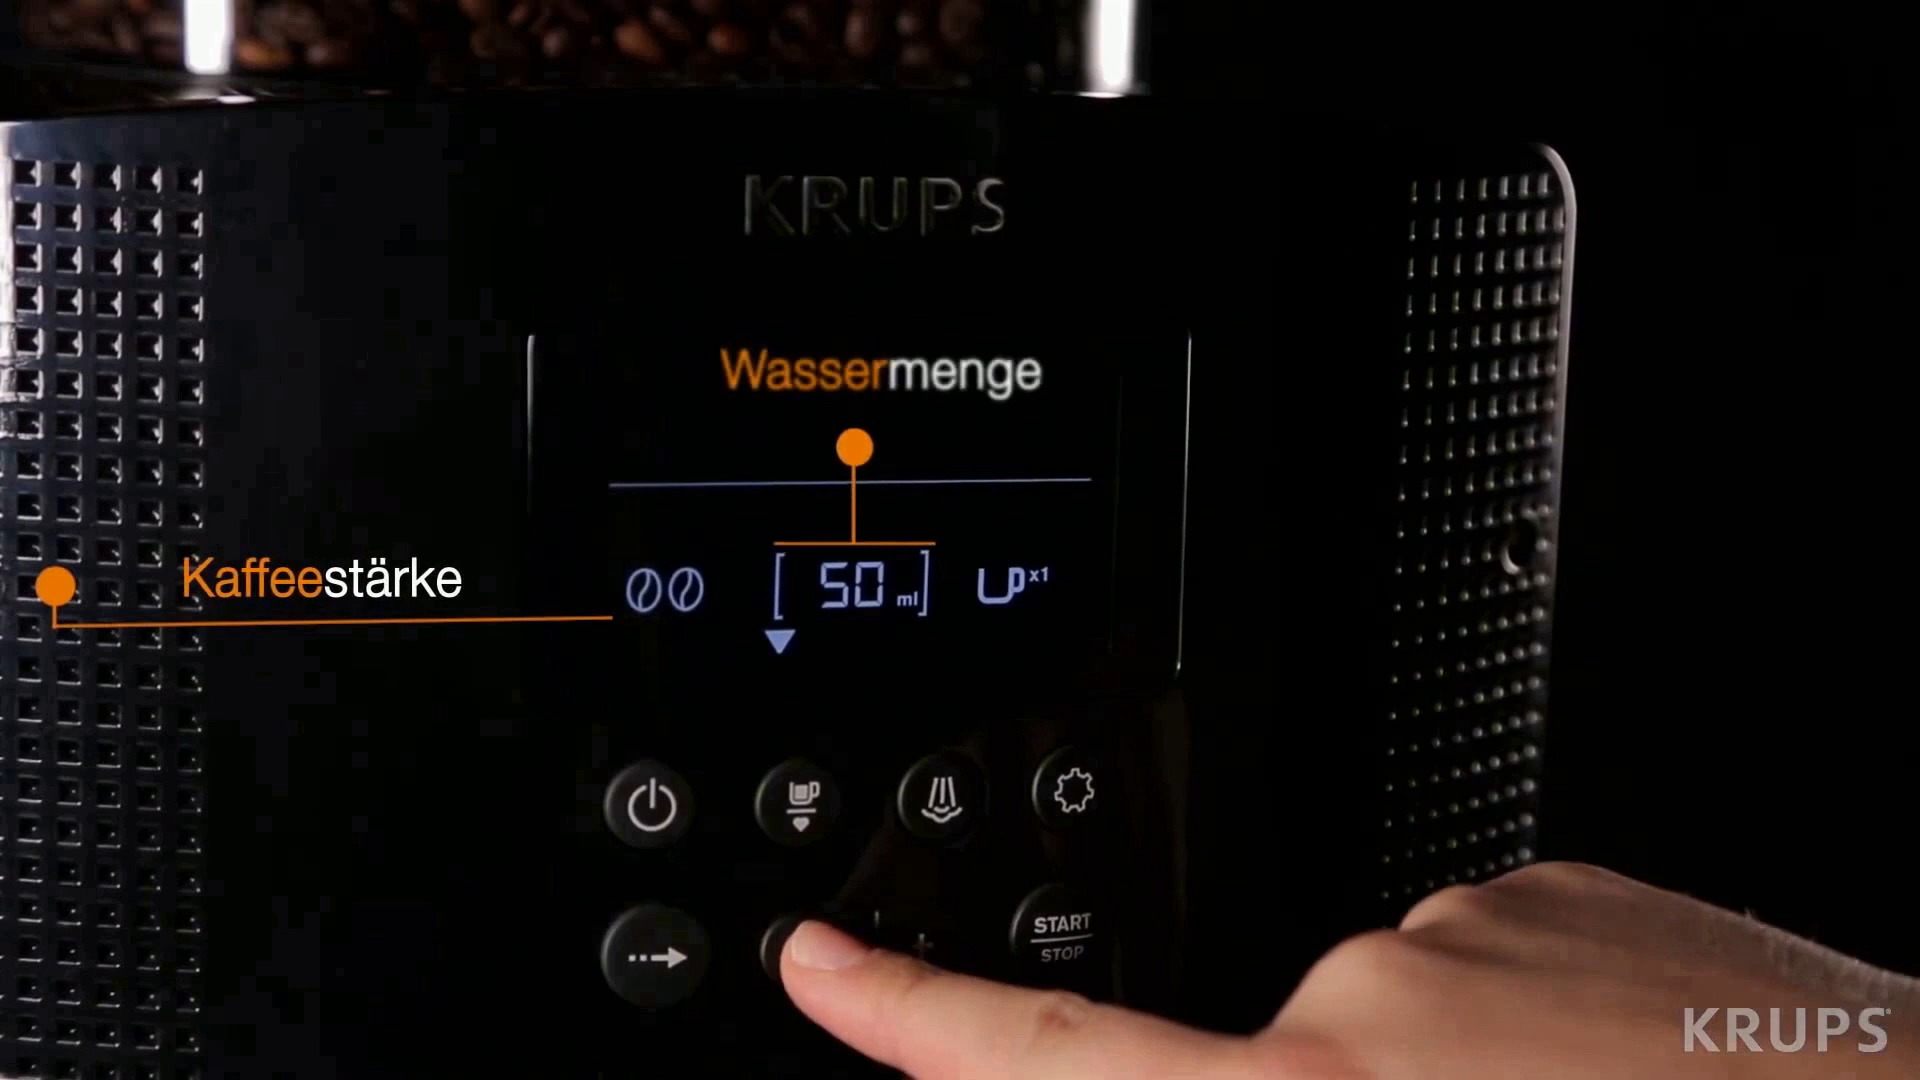 KRUPS
Wassermenge
Kaffeestärke
[ 50 ml] x1
START
STOP
KRUPS